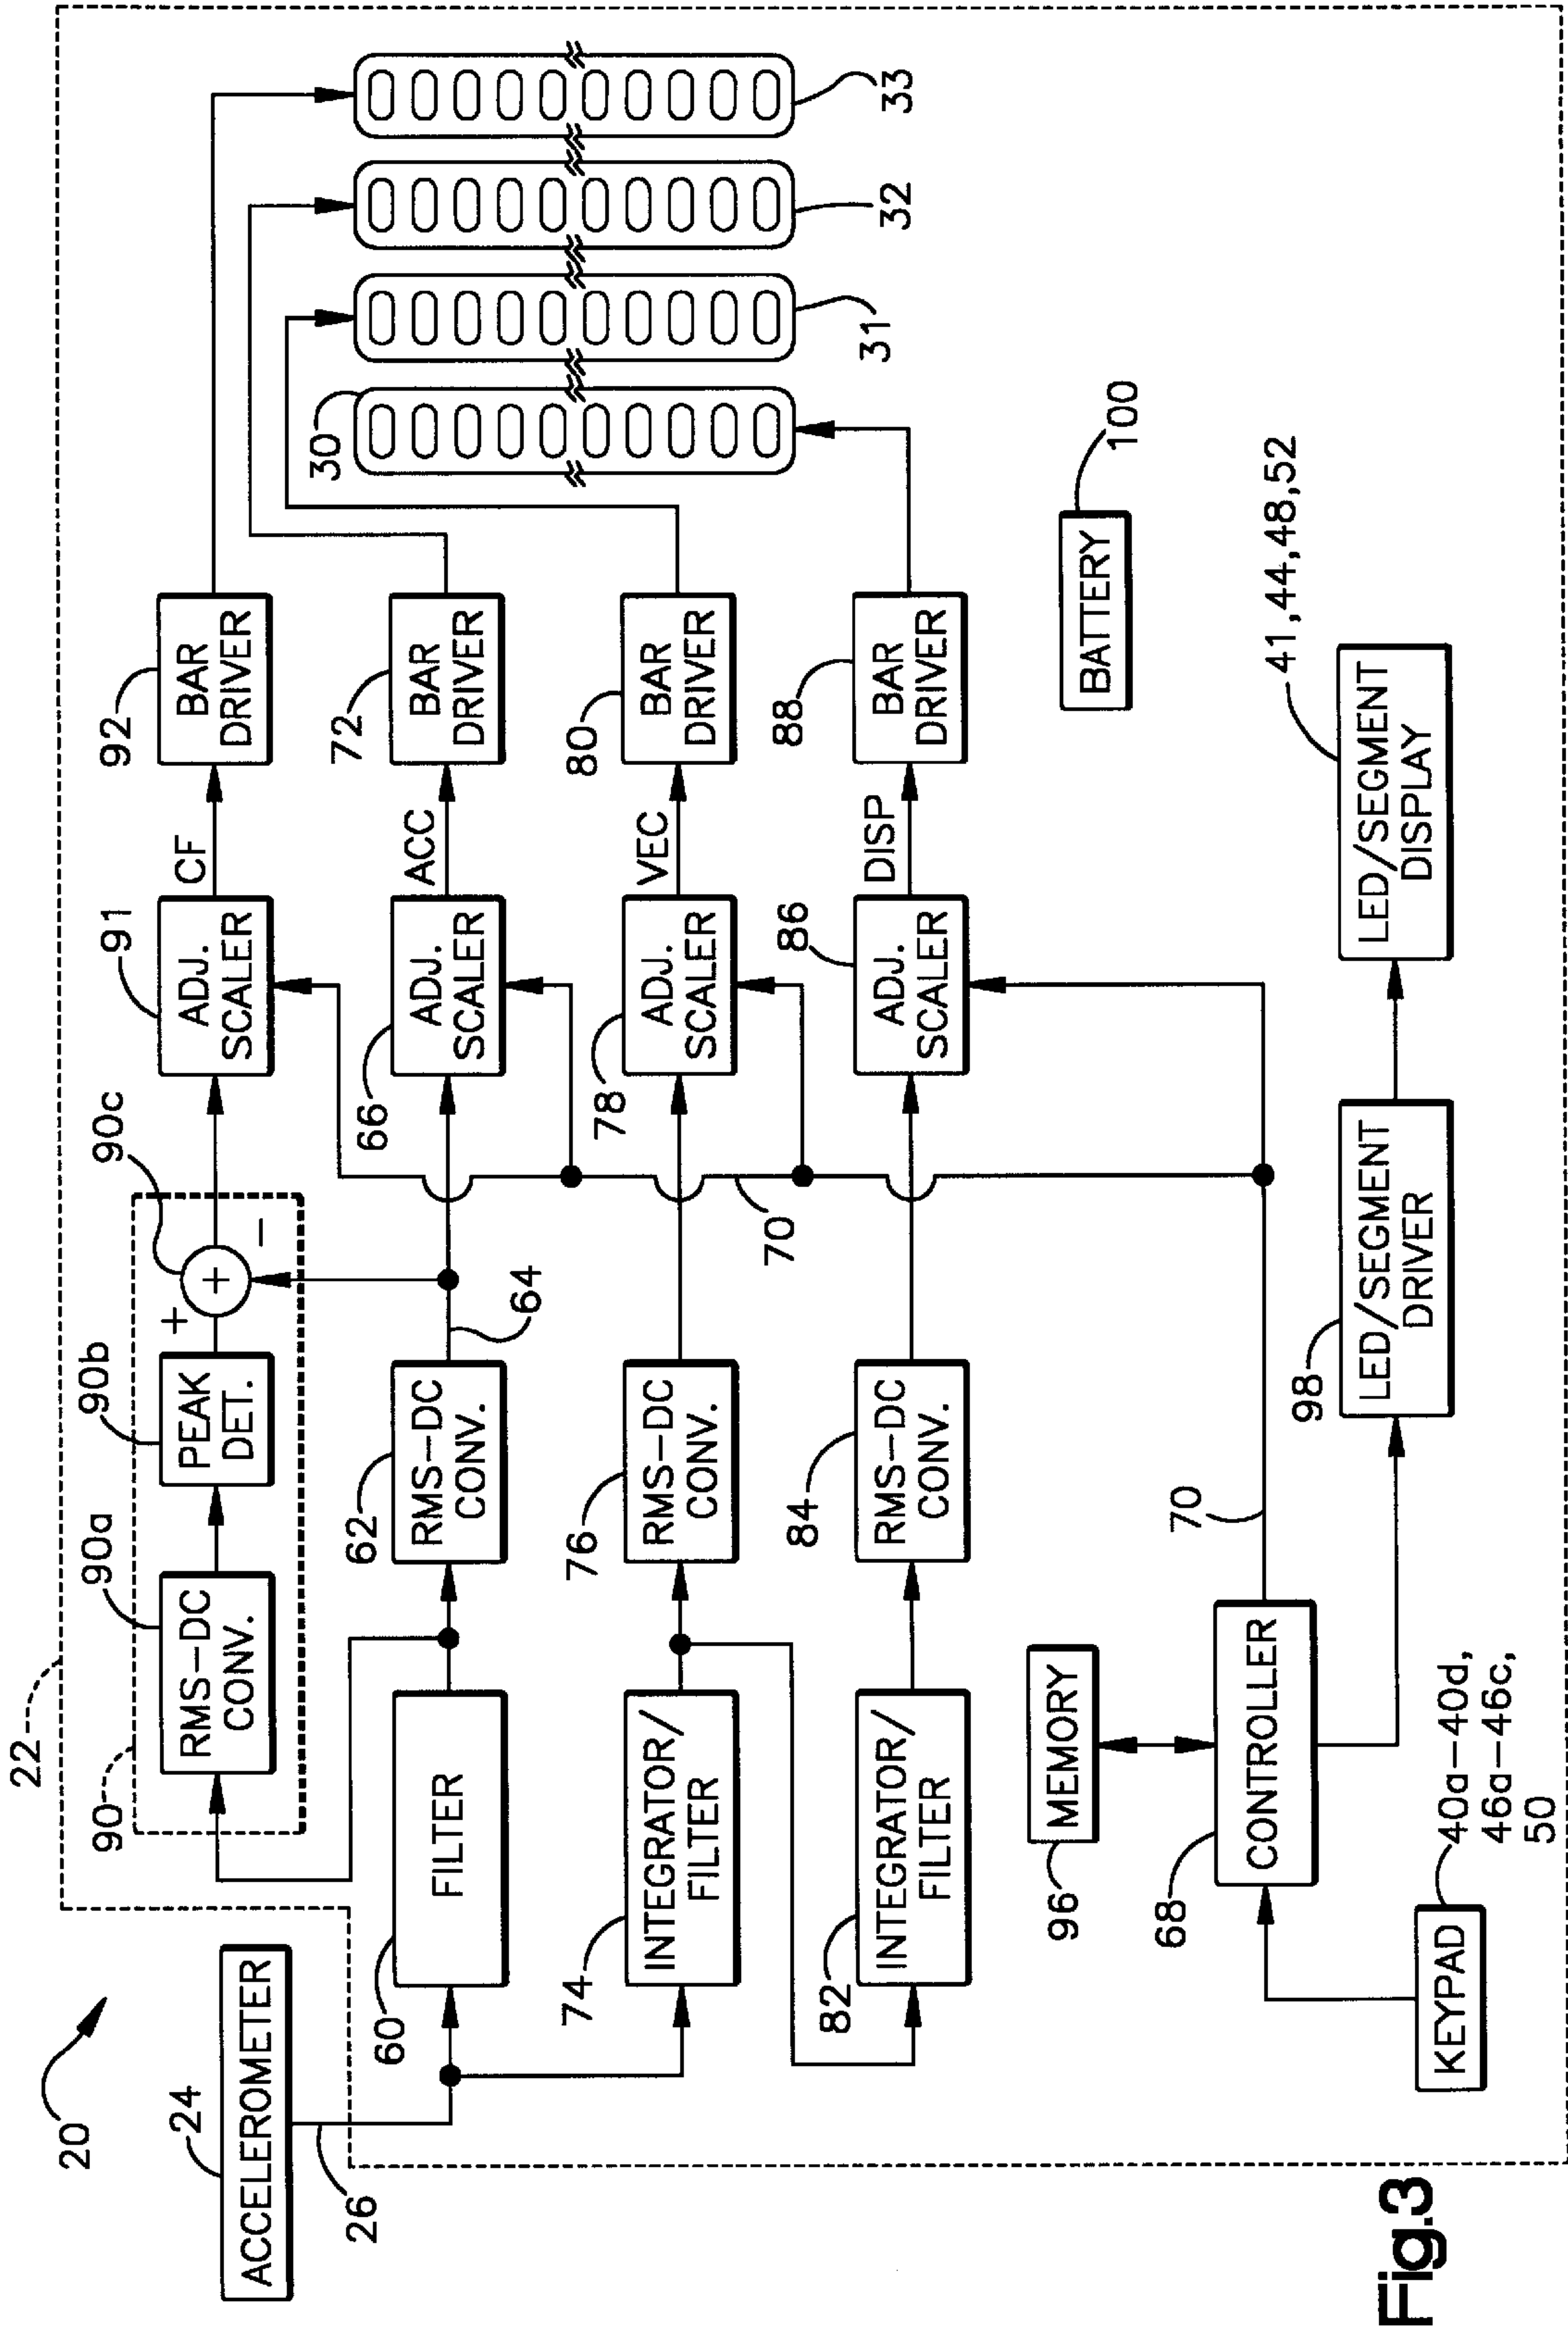 20
22
24
ACCELEROMETER
26
90
90a
RMS-DC
CONV.
90b
PEAK
DET.
90c
+
+
-
91
ADJ.
SCALER
CF
92
BAR
DRIVER
60
FILTER
62
RMS-DC
CONV.
64
66
ADJ.
SCALER
ACC
72
BAR
DRIVER
74
INTEGRATOR/
FILTER
76
RMS-DC
CONV.
78
ADJ.
SCALER
VEC
80
BAR
DRIVER
82
INTEGRATOR/
FILTER
84
RMS-DC
CONV.
70
86
ADJ.
SCALER
DISP
88
BAR
DRIVER
30
31
32
33
96
MEMORY
68
CONTROLLER
70
BATTERY
100
KEYPAD
40a-40d,
46a-46c,
50
98
LED/SEGMENT
DRIVER
LED/SEGMENT
DISPLAY
41,44,48,52
Fig.3